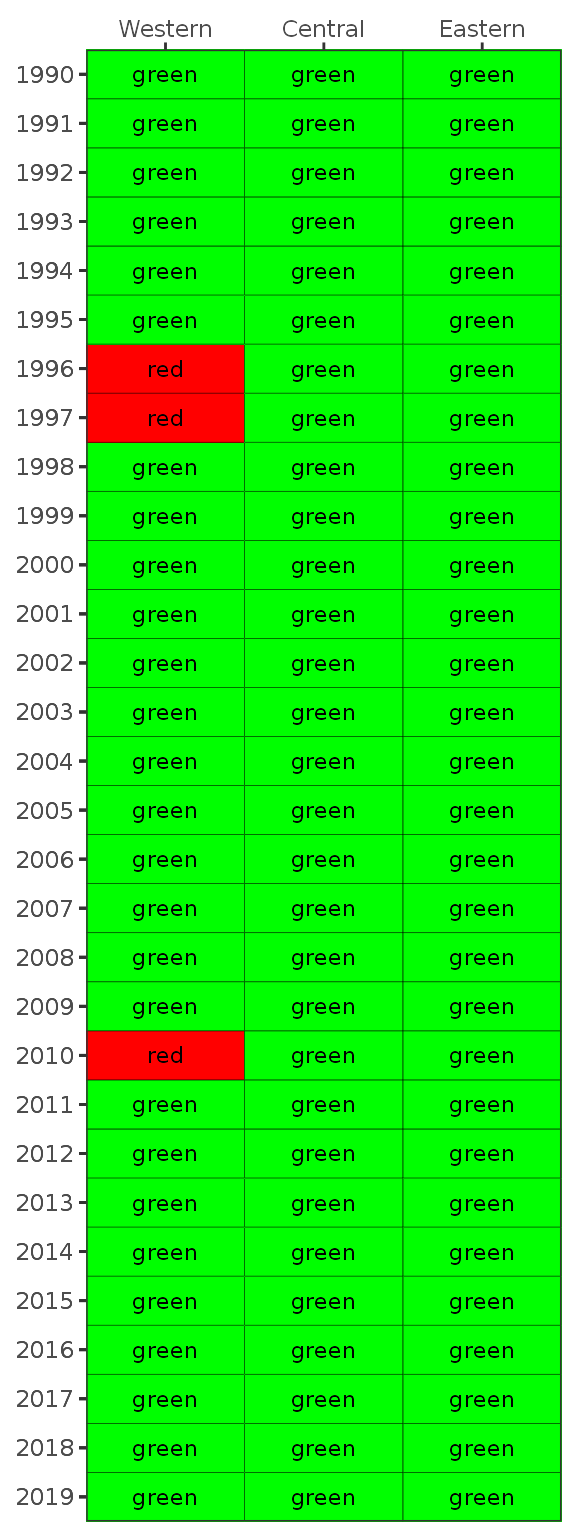 Western Central Eastern
1990 green green green
1991 green green green
1992 green green green
1993 green green green
1994 green green green
1995 green green green
1996 red green green
1997 red green green
1998 green green green
1999 green green green
2000 green green green
2001 green green green
2002 green green green
2003 green green green
2004 green green green
2005 green green green
2006 green green green
2007 green green green
2008 green green green
2009 green green green
2010 red green green
2011 green green green
2012 green green green
2013 green green green
2014 green green green
2015 green green green
2016 green green green
2017 green green green
2018 green green green
2019 green green green